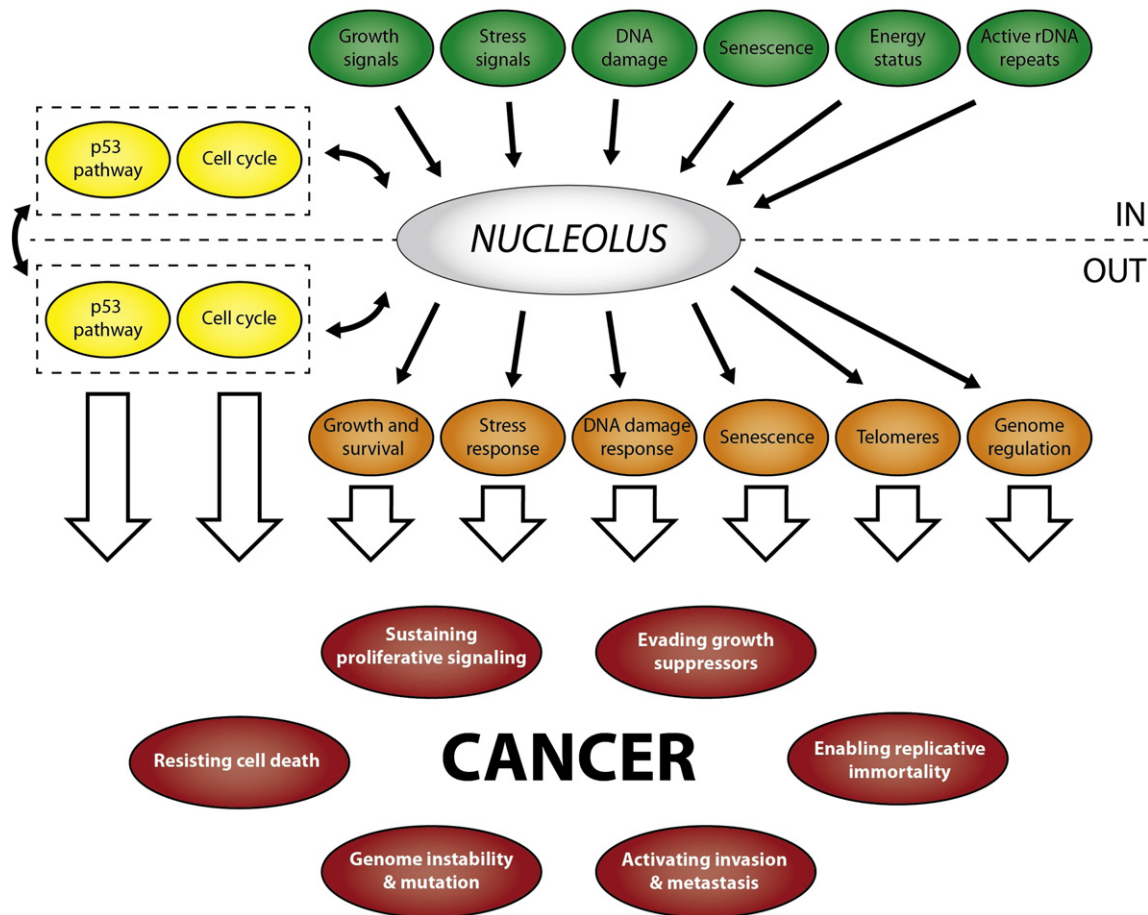 Growth
signals
Stress
signals
DNA
damage
Senescence
Energy
status
Active rDNA
repeats
p53
pathway
Cell cycle
NUCLEOLUS
IN
OUT
p53
pathway
Cell cycle
Growth and
survival
Stress
response
DNA damage
response
Senescence
Telomeres
Genome
regulation
Sustaining
proliferative signaling
Evading growth
suppressors
Resisting cell death
CANCER
Enabling replicative
immortality
Genome instability
& mutation
Activating invasion
& metastasis